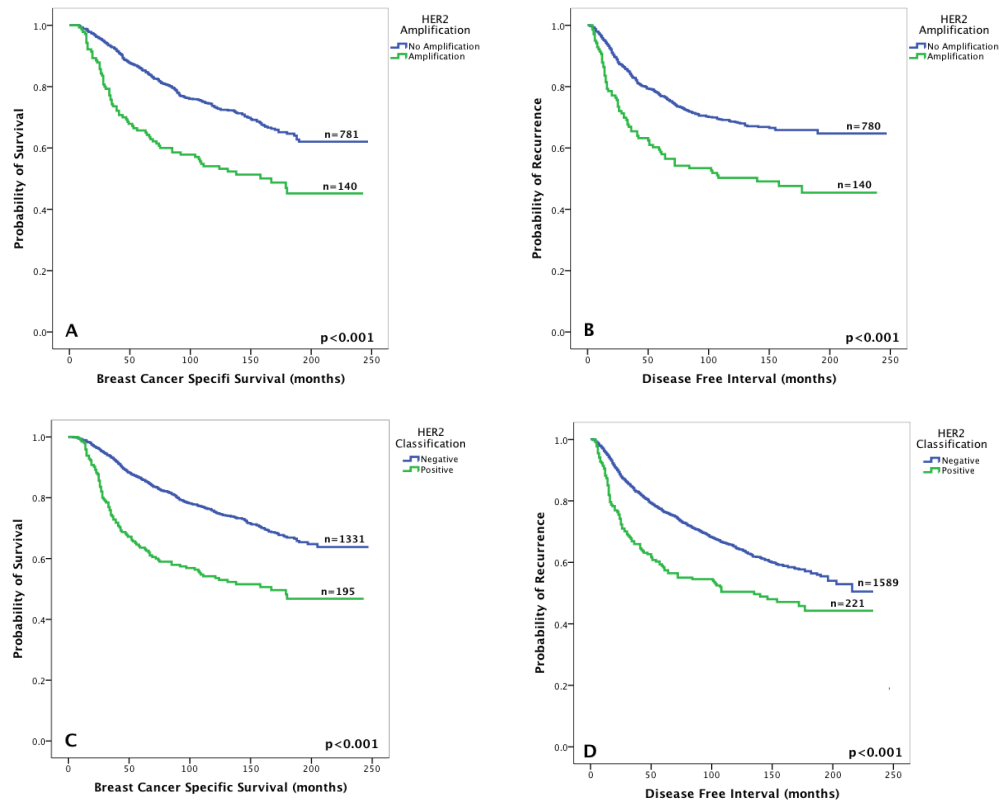 HER2
Amplification
No Amplification
Amplification
Probability of Survival
1.0
0.8
0.6
0.4
0.2
0.0
n=781
n=140
A
p<0.001
0 50 100 150 200 250
Breast Cancer Specifi Survival (months)
HER2
Amplification
No Amplification
Amplification
Probability of Recurrence
1.0
0.8
0.6
0.4
0.2
0.0
n=780
n=140
B
p<0.001
0 50 100 150 200 250
Disease Free Interval (months)
HER2
Classification
Negative
Positive
Probability of Survival
1.0
0.8
0.6
0.4
0.2
0.0
n=1331
n=195
C
p<0.001
0 50 100 150 200 250
Breast Cancer Specific Survival (months)
HER2
Classification
Negative
Positive
Probability of Recurrence
1.0
0.8
0.6
0.4
0.2
0.0
n=1589
n=221
D
p<0.001
0 50 100 150 200 250
Disease Free Interval (months)